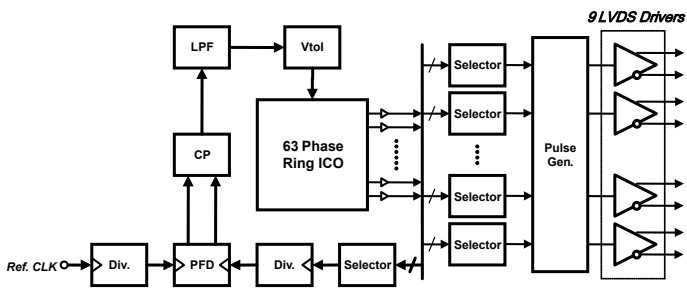 9 LVDS Drivers
LPF
Vtol
Selector
Selector
63 Phase
Ring ICO
CP
Pulse
Gen.
Selector
Selector
Ref. CLK
Div.
PFD
Div.
Selector